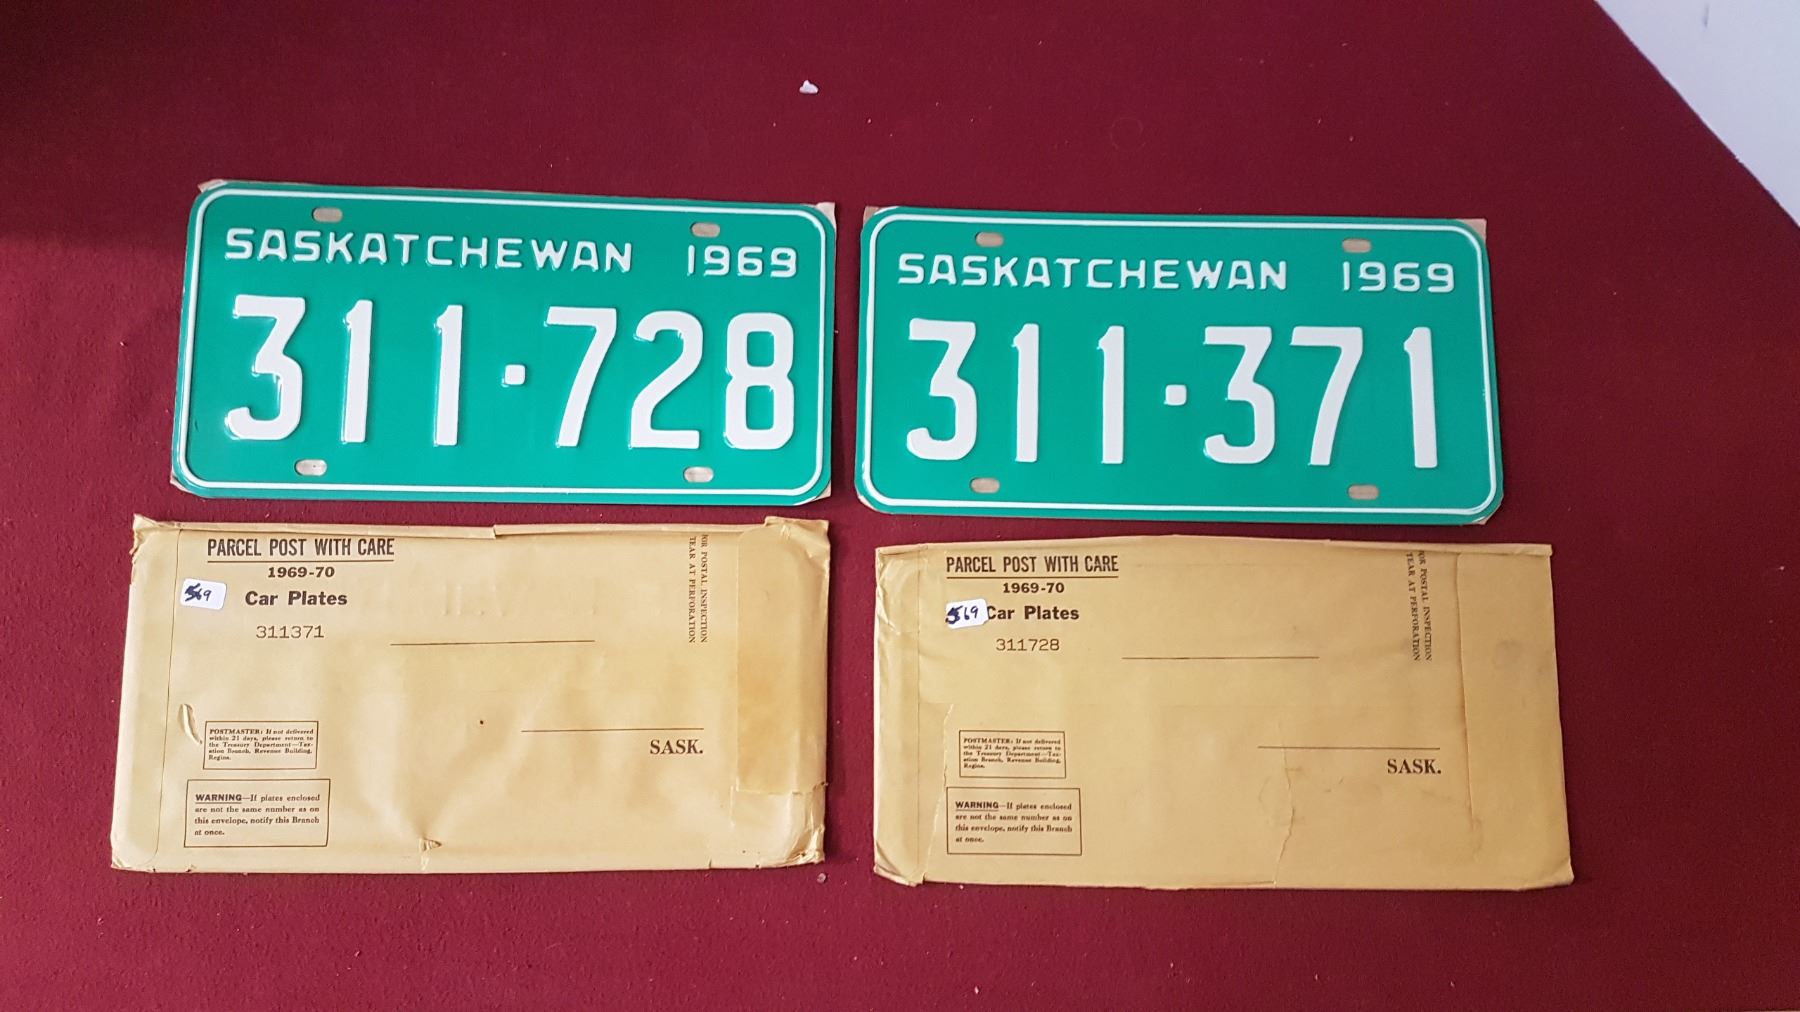 SASKATCHEWAN 1969
311·728
SASKATCHEWAN 1969
311·371
PARCEL POST WITH CARE
1969-70
Car Plates
569
311371
FOR POSTAL INSPECTION
TEAR AT PERFORATION
SASK.
POSTMASTER: If not delivered
within 21 days, please return to
the Treasury Department—Tax-
ation Branch, Revenue Building,
Regina.
WARNING—If plates enclosed
are not the same number as on
this envelope, notify this Branch
at once.
PARCEL POST WITH CARE
1969-70
Car Plates
569
311728
FOR POSTAL INSPECTION
TEAR AT PERFORATION
SASK.
POSTMASTER: If not delivered
within 21 days, please return to
the Treasury Department—Tax-
ation Branch, Revenue Building,
Regina.
WARNING—If plates enclosed
are not the same number as on
this envelope, notify this Branch
at once.